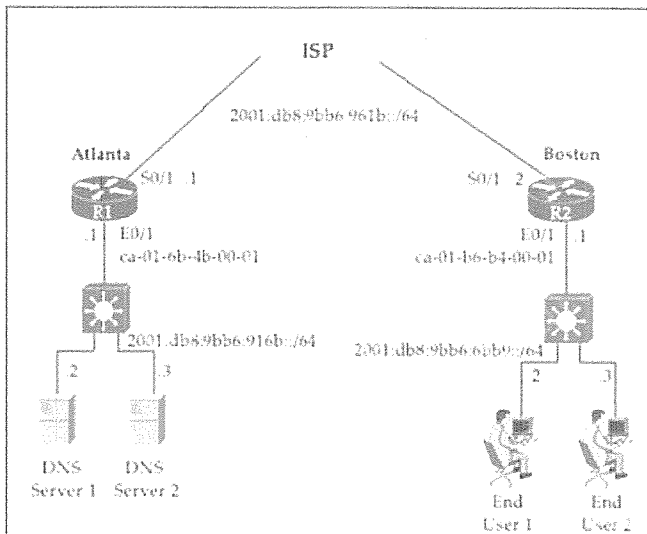 ISP
2001:db8:9bb6:961b::/64
Atlanta
Boston
S0/1 .1
S0/1 .2
R1
R2
.1
E0/1
E0/1
.1
ca-01-6b-4b-00-01
ca-01-b6-b4-00-01
2001:db8:9bb6:916b::/64
2001:db8:9bb6:6bb9::/64
.2
.3
.2
.3
DNS
Server 1
DNS
Server 2
End
User 1
End
User 2